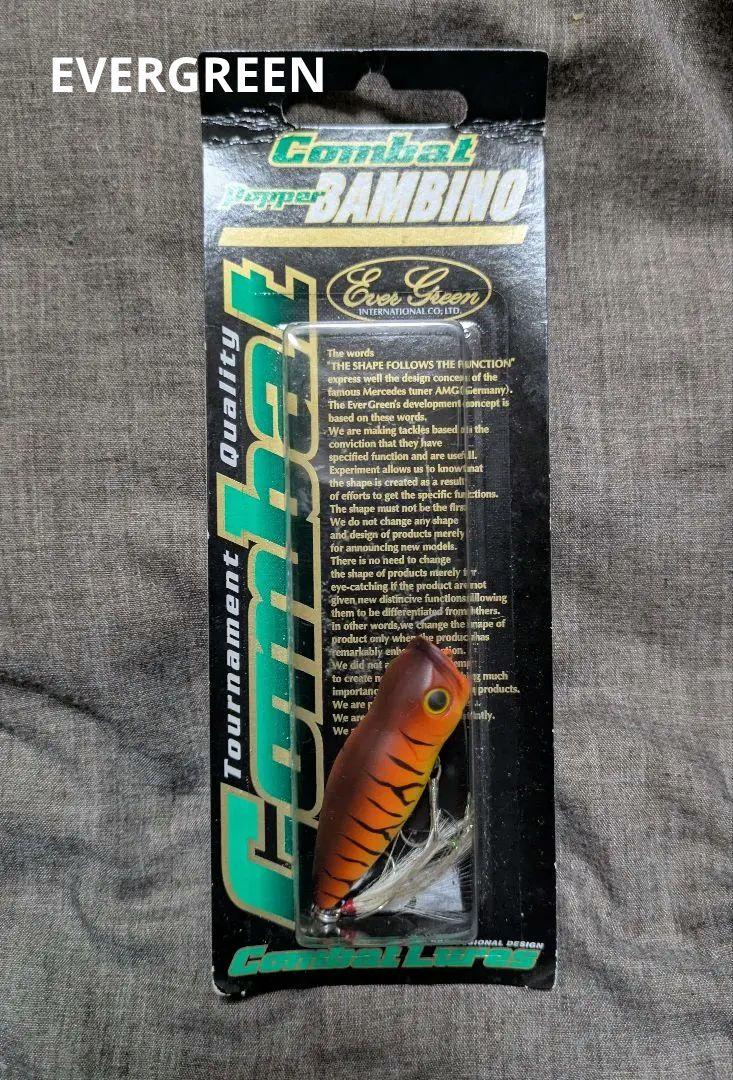 EVERGREEN
Combat
Popper BAMBINO
Ever Green
INTERNATIONAL CO; LTD.
Tournament Quality
Combat
The words
"THE SHAPE FOLLOWS THE FUNCTION"
express well the design concept of the
famous Mercedes tuner AMG(Germany).
The EverGreen's development concept is
based on these words.
We are making tackles based on the
conviction that they have
specified function and are usefull.
Experiment allows us to know that
the shape is created as a result
of efforts to get the specific functions.
The shape must not be the first.
We do not change any shape
and design of products merely
for announcing new models.
There is no need to change
the shape of products merely for
eye-catching if the product are not
given new distinctive functions allowing
them to be differentiated from others.
In other words,we change the shape of
product only when the product has
remarkably
We did not
to create much
products.
We are
We are
We
DESIGN
Combat Lures